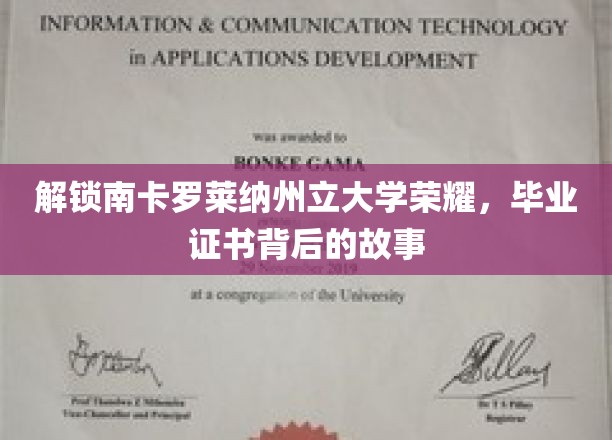 INFORMATION & COMMUNICATION TECHNOLOGY
in APPLICATIONS DEVELOPMENT
was awarded to
BONKE GAMA
解锁南卡罗莱纳州立大学荣耀，毕业
证书背后的故事
29 November 2019
at a congregation of the University
Vice-Chancellor and Principal
Registrar